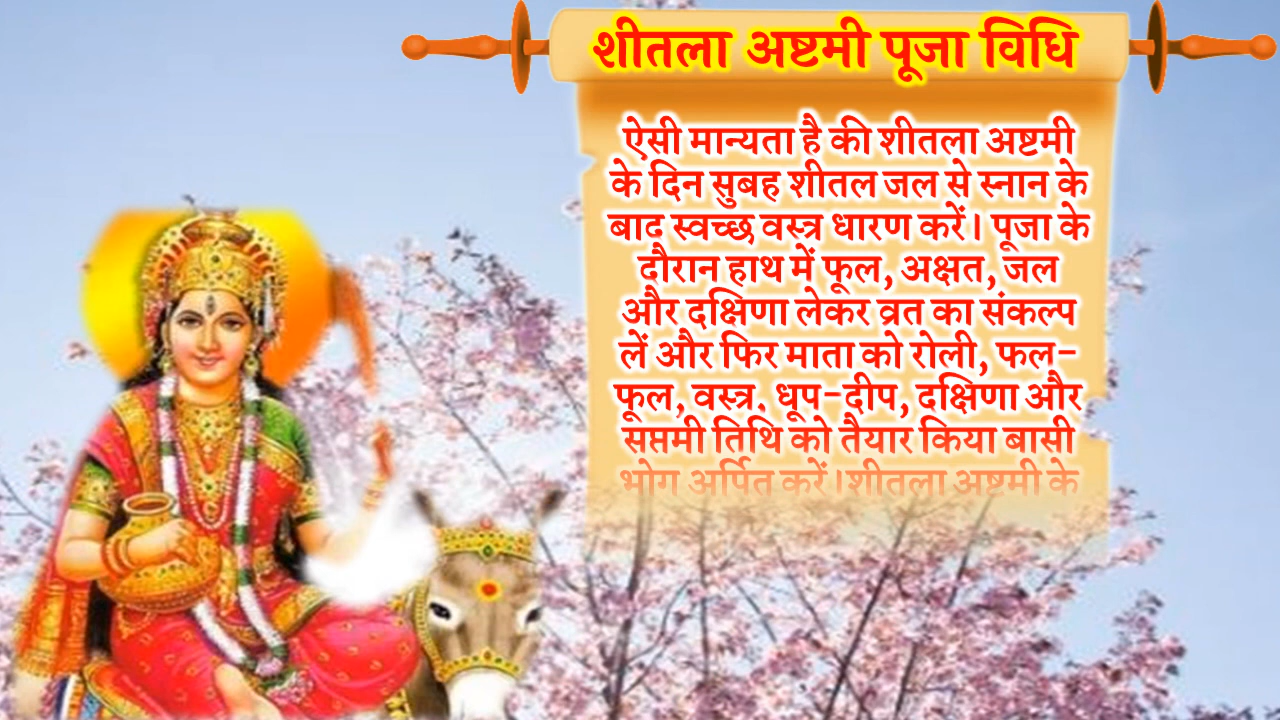 शीतला अष्टमी पूजा विधि
ऐसी मान्यता है की शीतला अष्टमी
के दिन सुबह शीतल जल से स्नान के
बाद स्वच्छ वस्त्र धारण करें। पूजा के
दौरान हाथ में फूल, अक्षत, जल
और दक्षिणा लेकर व्रत का संकल्प
लें और फिर माता को रोली, फल-
फूल, वस्त्र. धूप-दीप, दक्षिणा और
सप्तमी तिथि को तैयार किया बासी
भोग अर्पित करें।शीतला अष्टमी के